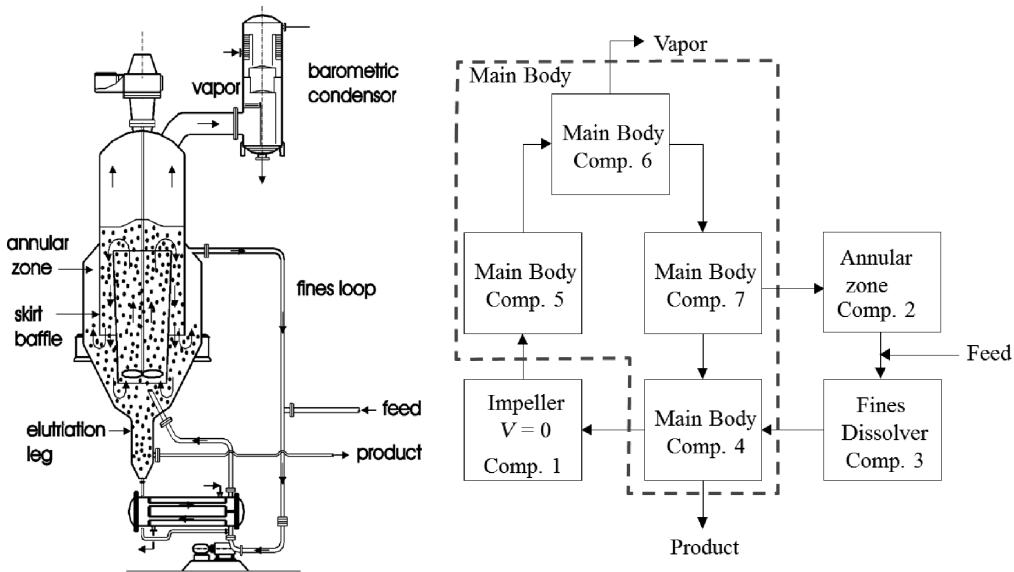 vapor
barometric
condensor
annular
zone
skirt
baffle
fines loop
feed
elutriation
leg
product
Vapor
Main Body
Main Body
Comp. 6
Main Body
Comp. 5
Main Body
Comp. 7
Annular
zone
Comp. 2
Feed
Impeller
V = 0
Comp. 1
Main Body
Comp. 4
Fines
Dissolver
Comp. 3
Product